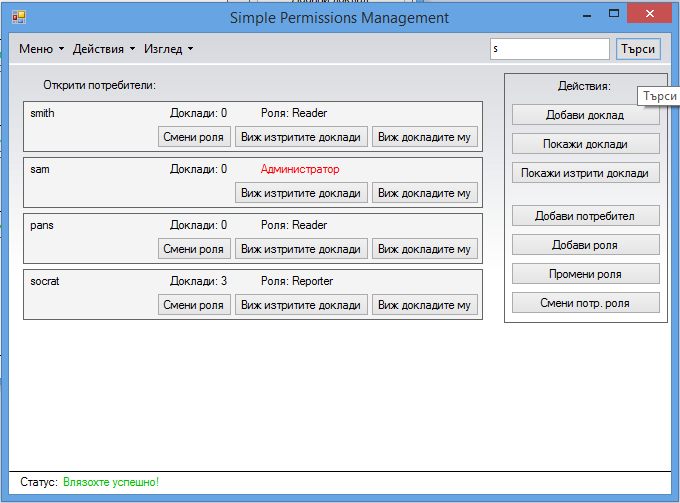 Simple Permissions Management
Меню Действия Изглед s Търси
Търси
Открити потребители:
smith Доклади: 0 Роля: Reader
Смени роля Виж изтритите доклади Виж докладите му
sam Доклади: 0 Администратор
Виж изтритите доклади Виж докладите му
pans Доклади: 0 Роля: Reader
Смени роля Виж изтритите доклади Виж докладите му
socrat Доклади: 3 Роля: Reporter
Смени роля Виж изтритите доклади Виж докладите му
Действия:
Добави доклад
Покажи доклади
Покажи изтрити доклади
Добави потребител
Добави роля
Промени роля
Смени потр. роля
Статус: Влязохте успешно!